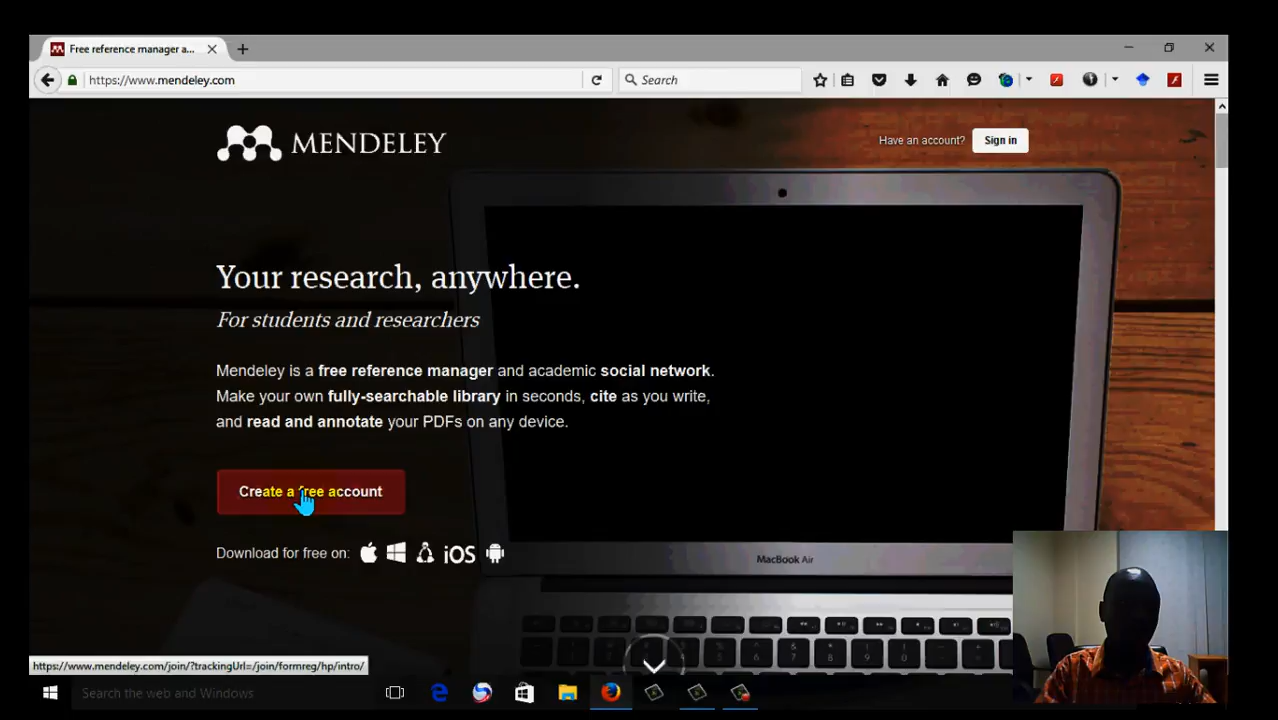 Free reference manager a...
https://www.mendeley.com
Search
MENDELEY
Have an account?
Sign in
Your research, anywhere.
For students and researchers
Mendeley is a free reference manager and academic social network.
Make your own fully-searchable library in seconds, cite as you write,
and read and annotate your PDFs on any device.
Create a free account
Download for free on:
iOS
MacBook Air
https://www.mendeley.com/join/?trackingUrl=/join/formreg/hp/intro/
Search the web and Windows